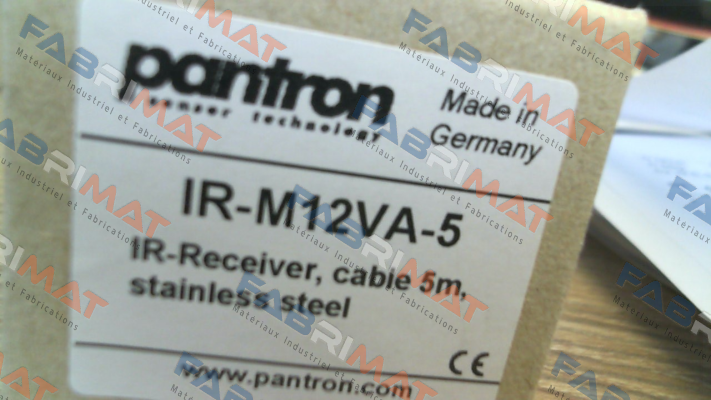 pantron
sensor technology
Made in
Germany
IR-M12VA-5
IR-Receiver, cable 5m,
stainless steel
CE
www.pantron.com
FABRIMAT
Matériaux Industriel et Fabrications